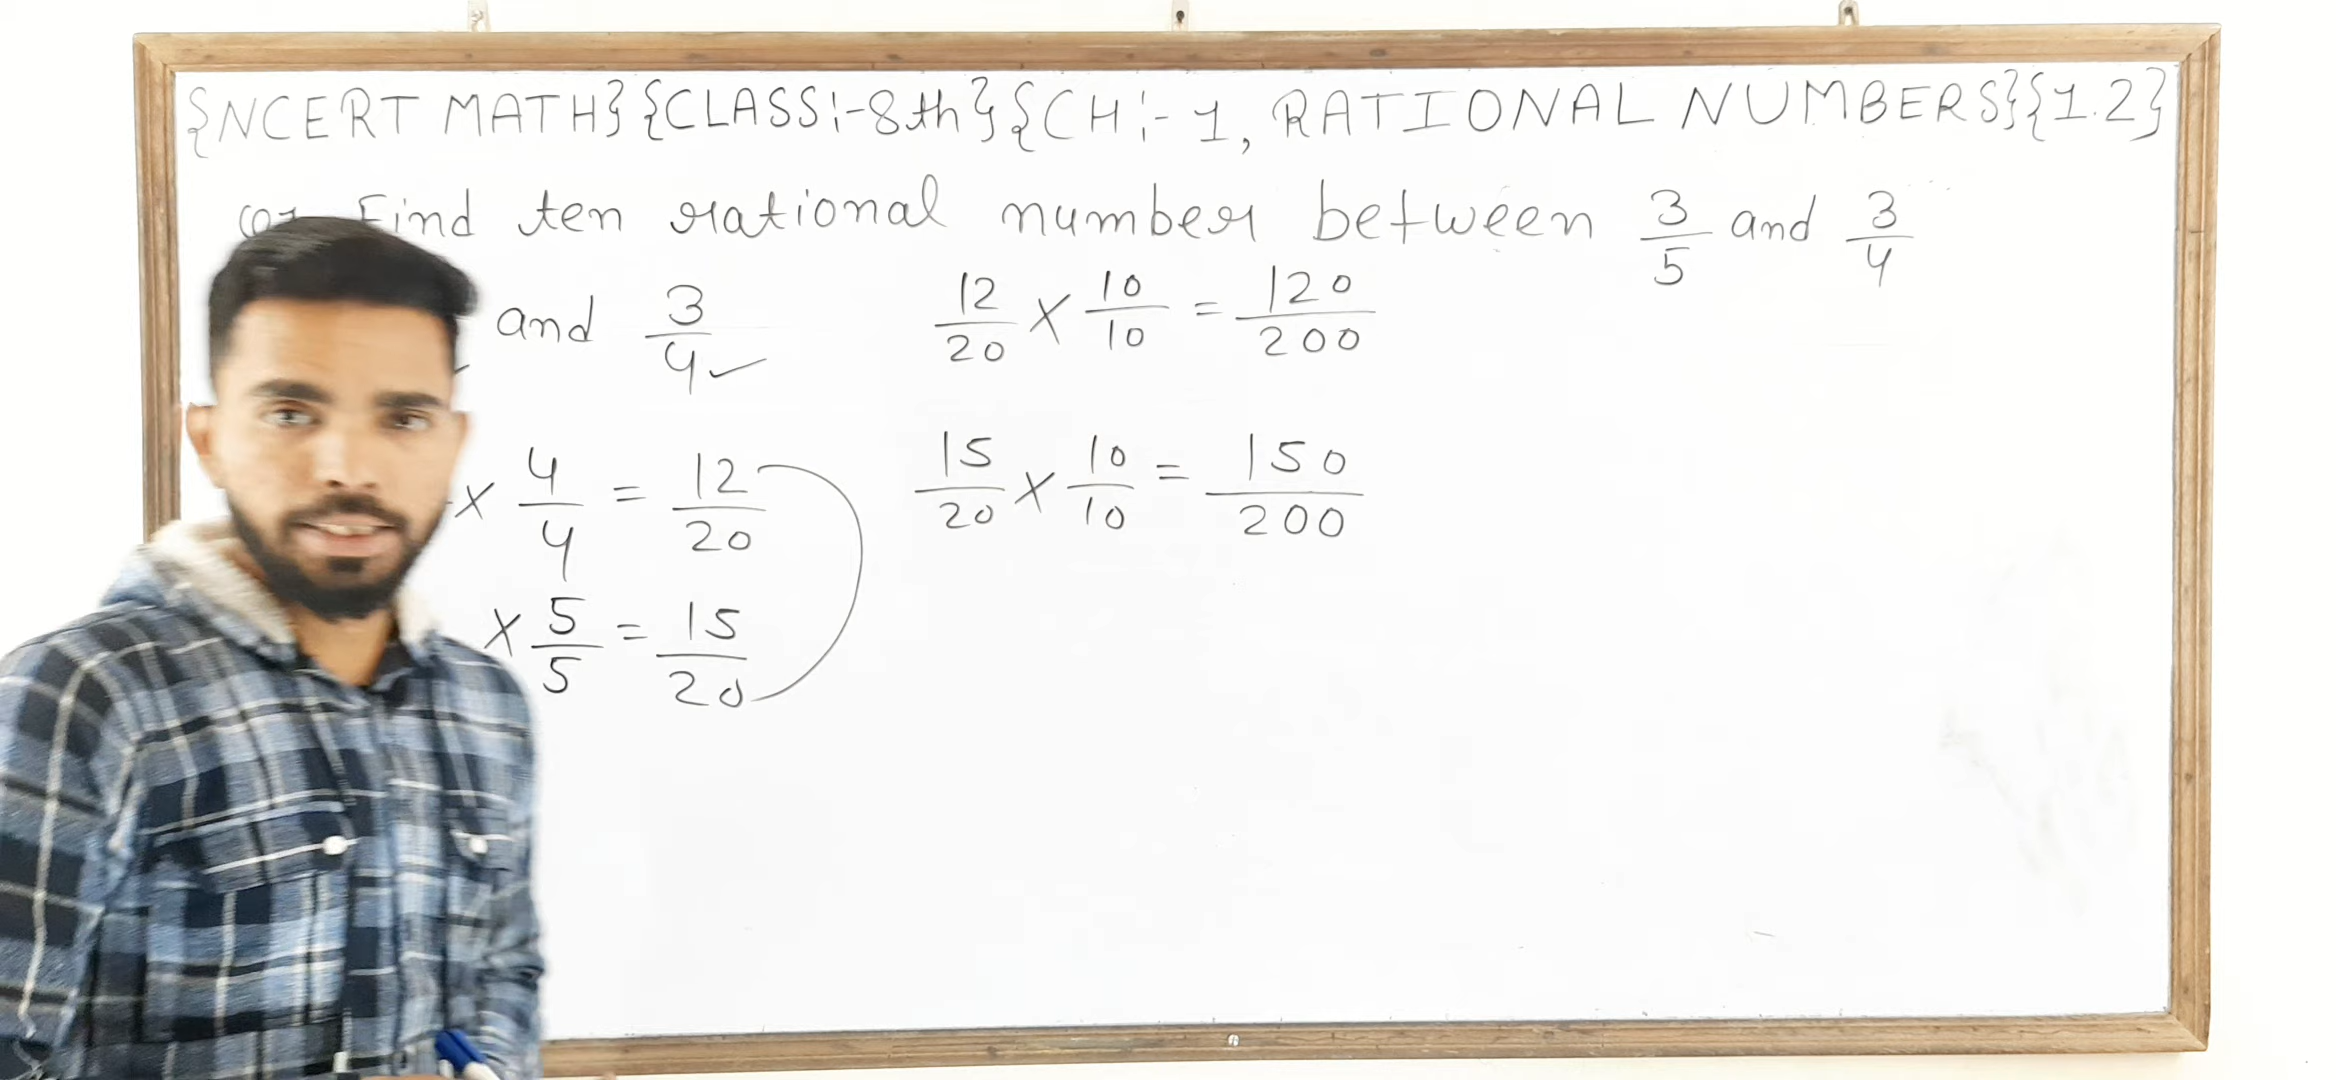 {NCERT MATH}{CLASS:-8th}{CH:-1, RATIONAL NUMBERS}{1.2}
Find ten rational number between 3/5 and 3/4
and 3/4 ✓
12/20 × 10/10 = 120/200
× 4/4 = 12/20
15/20 × 10/10 = 150/200
× 5/5 = 15/20